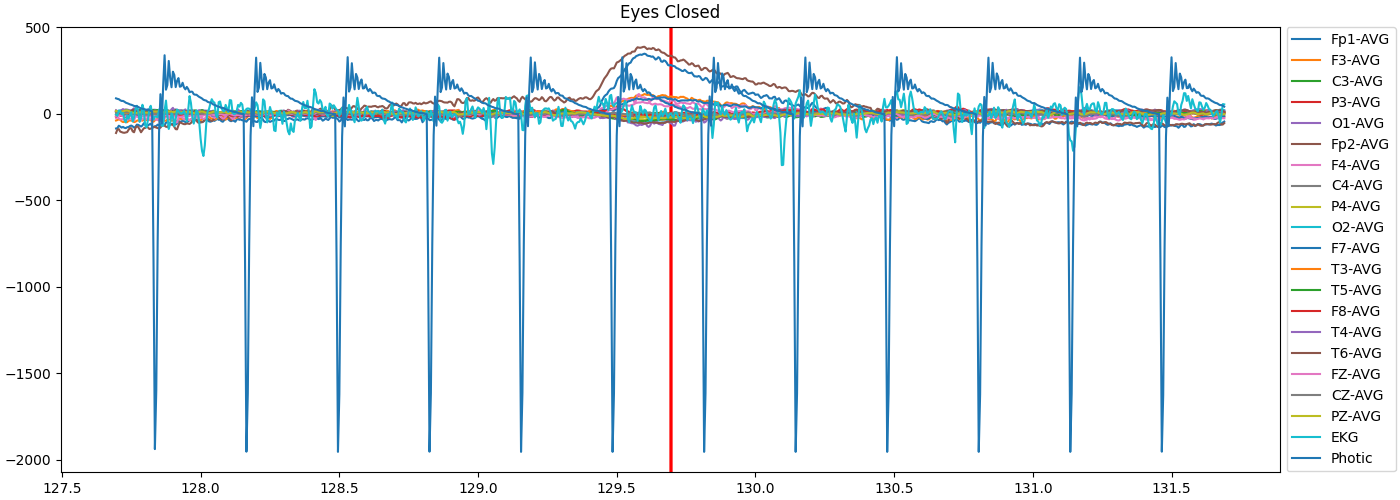 Eyes Closed
500
0
−500
−1000
−1500
−2000
127.5 128.0 128.5 129.0 129.5 130.0 130.5 131.0 131.5
Fp1-AVG
F3-AVG
C3-AVG
P3-AVG
O1-AVG
Fp2-AVG
F4-AVG
C4-AVG
P4-AVG
O2-AVG
F7-AVG
T3-AVG
T5-AVG
F8-AVG
T4-AVG
T6-AVG
FZ-AVG
CZ-AVG
PZ-AVG
EKG
Photic